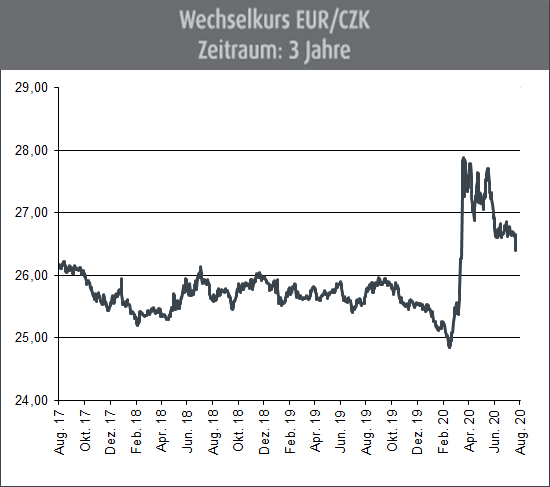 Wechselkurs EUR/CZK
Zeitraum: 3 Jahre
29,00
28,00
27,00
26,00
25,00
24,00
Aug. 17
Okt. 17
Dez. 17
Feb. 18
Apr. 18
Jun. 18
Aug. 18
Okt. 18
Dez. 18
Feb. 19
Apr. 19
Jun. 19
Aug. 19
Okt. 19
Dez. 19
Feb. 20
Apr. 20
Jun. 20
Aug. 20